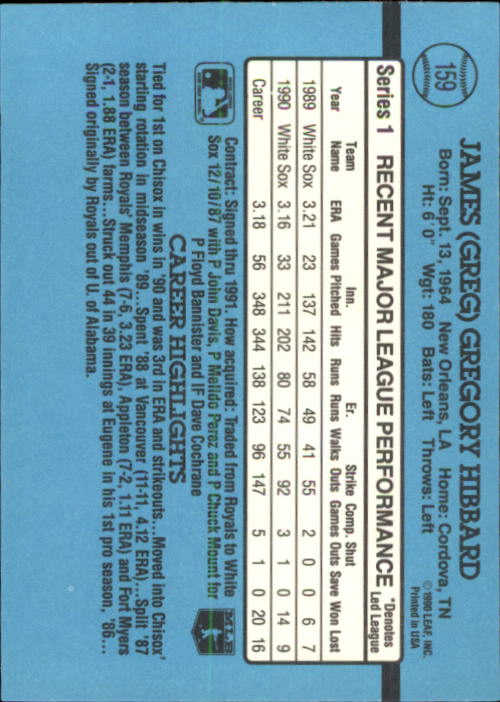 159
JAMES (GREG) GREGORY HIBBARD
Born: Sept. 13, 1964 New Orleans, LA Home: Cordova, TN
Ht: 6'0" Wgt: 180 Bats: Left Throws: Left
© 1990 LEAF, INC.
Printed in USA
Series 1 RECENT MAJOR LEAGUE PERFORMANCE *Denotes
Led League
Team Inn. Er. Strike Comp. Shut
Year Name ERA Games Pitched Hits Runs Runs Walks Outs Games Outs Save Won Lost
1989 White Sox 3.21 23 137 142 58 49 41 55 2 0 0 6 7
1990 White Sox 3.16 33 211 202 80 74 55 92 3 1 0 14 9
Career 3.18 56 348 344 138 123 96 147 5 1 0 20 16
Contract: Signed thru 1991. How acquired: Traded from Royals to White
Sox 12/10/87 with P John Davis, P Melido Perez and P Chuck Mount for
P Floyd Bannister and IF Dave Cochrane
MLB
CAREER HIGHLIGHTS
Tied for 1st on Chisox in wins in '90 and was 3rd in ERA and strikeouts...Moved into Chisox'
starting rotation in midseason '89...Spent '88 at Vancouver (11-11, 4.12 ERA)...Split '87
season between Royals' Memphis (7-6, 3.23 ERA), Appleton (7-2, 1.11 ERA) and Fort Myers
(2-1, 1.88 ERA) farms...Struck out 44 in 39 innings at Eugene in his 1st pro season, '86...
Signed originally by Royals out of U. of Alabama.